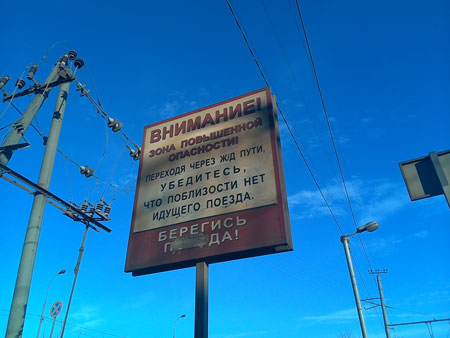 ВНИМАНИЕ!
ЗОНА ПОВЫШЕННОЙ
ОПАСНОСТИ!
ПЕРЕХОДЯ ЧЕРЕЗ Ж/Д ПУТИ,
УБЕДИТЕСЬ,
ЧТО ПОБЛИЗОСТИ НЕТ
ИДУЩЕГО ПОЕЗДА.
БЕРЕГИСЬ